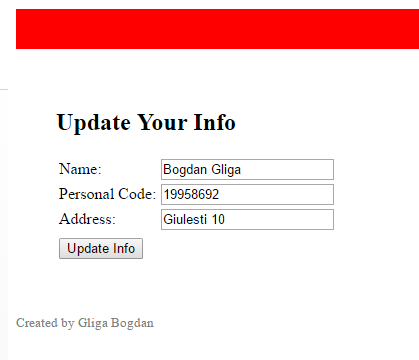 Update Your Info
Name: Bogdan Gliga
Personal Code: 19958692
Address: Giulesti 10
Update Info
Created by Gliga Bogdan